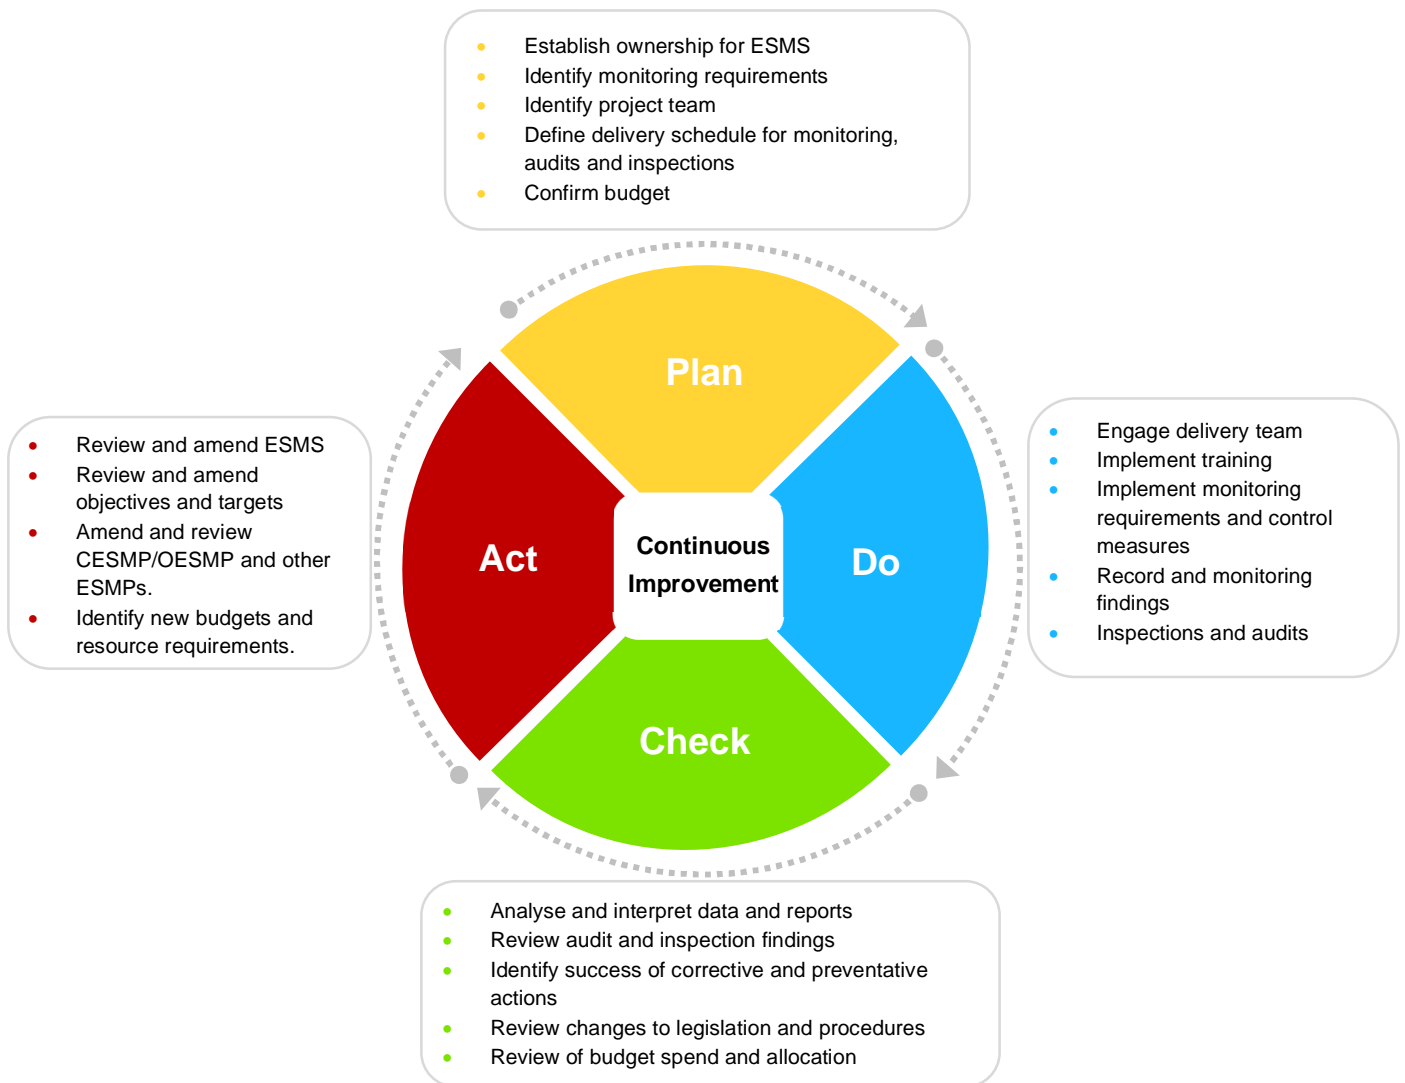 Establish ownership for ESMS
Identify monitoring requirements
Identify project team
Define delivery schedule for monitoring,
audits and inspections
Confirm budget
Plan
Review and amend ESMS
Review and amend
objectives and targets
Amend and review
CESMP/OESMP and other
ESMPs.
Identify new budgets and
resource requirements.
Act
Continuous
Improvement
Do
Engage delivery team
Implement training
Implement monitoring
requirements and control
measures
Record and monitoring
findings
Inspections and audits
Check
Analyse and interpret data and reports
Review audit and inspection findings
Identify success of corrective and preventative
actions
Review changes to legislation and procedures
Review of budget spend and allocation